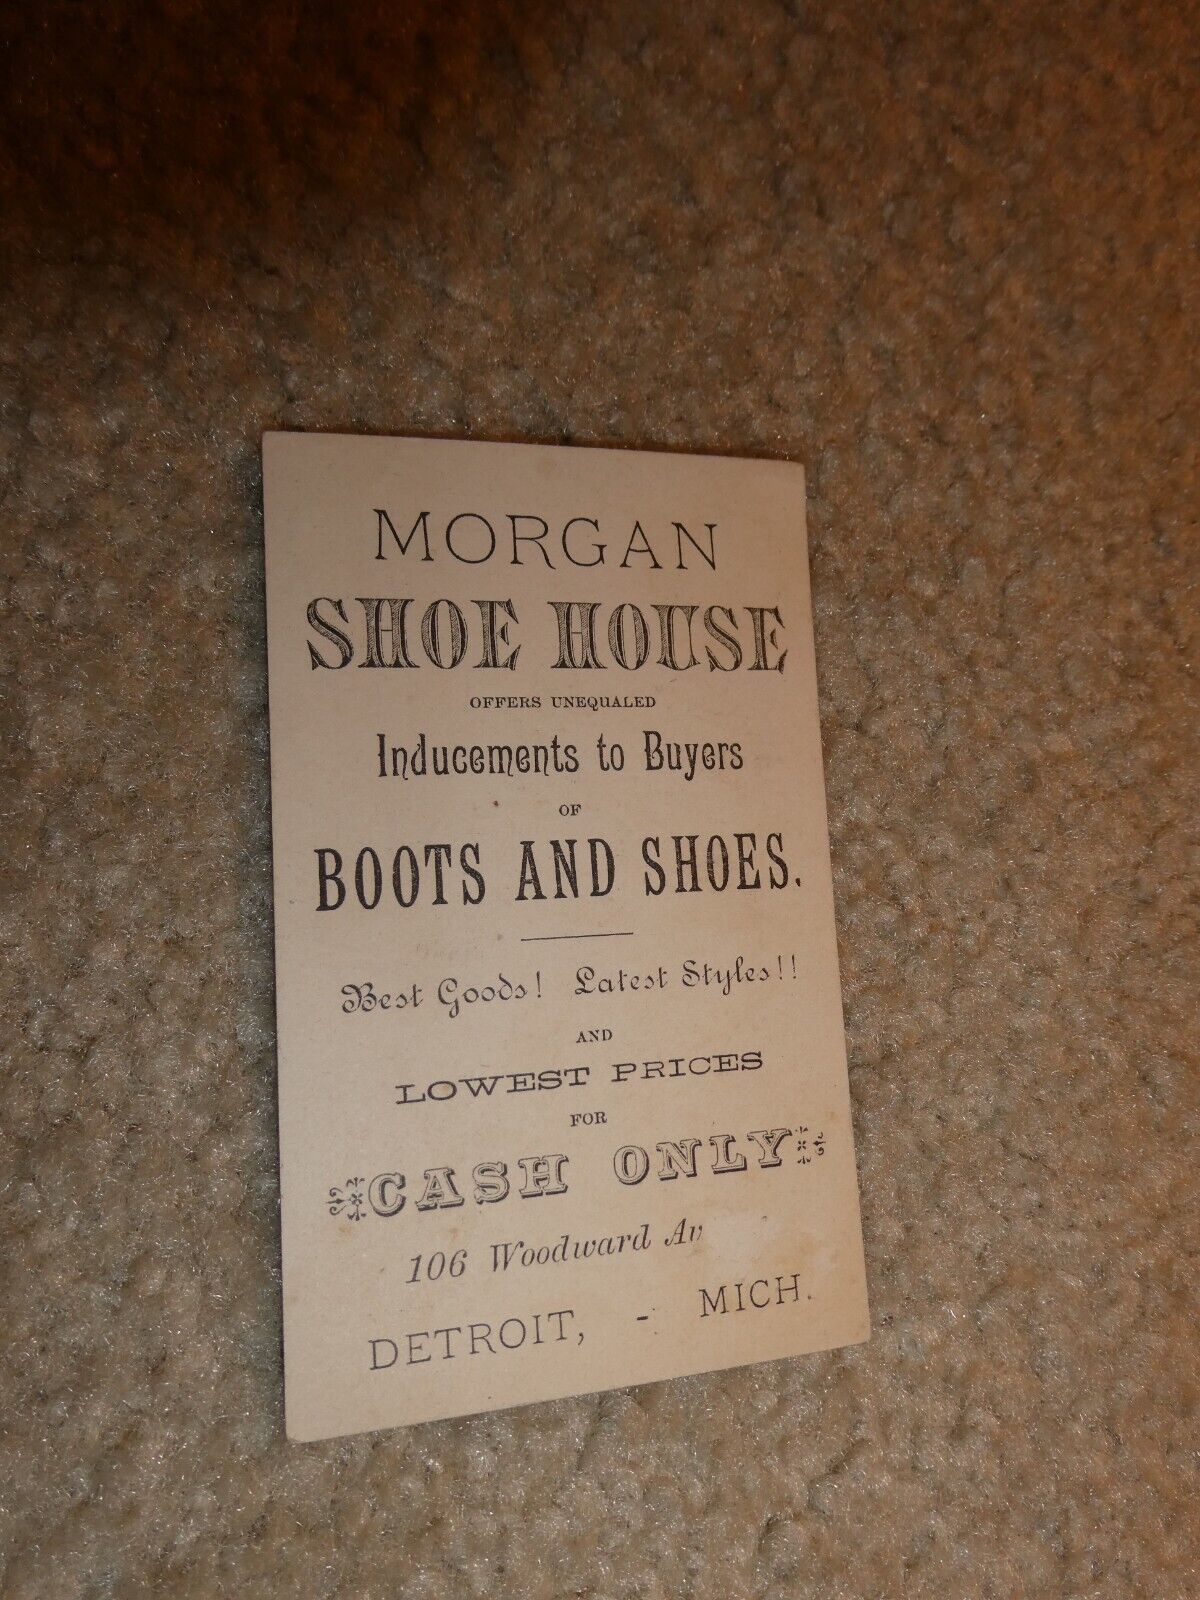 MORGAN
SHOE HOUSE
OFFERS UNEQUALED
Inducements to Buyers
OF
BOOTS AND SHOES.
Best Goods! Latest Styles!!
AND
LOWEST PRICES
FOR
CASH ONLY
106 Woodward Av
DETROIT, - MICH.